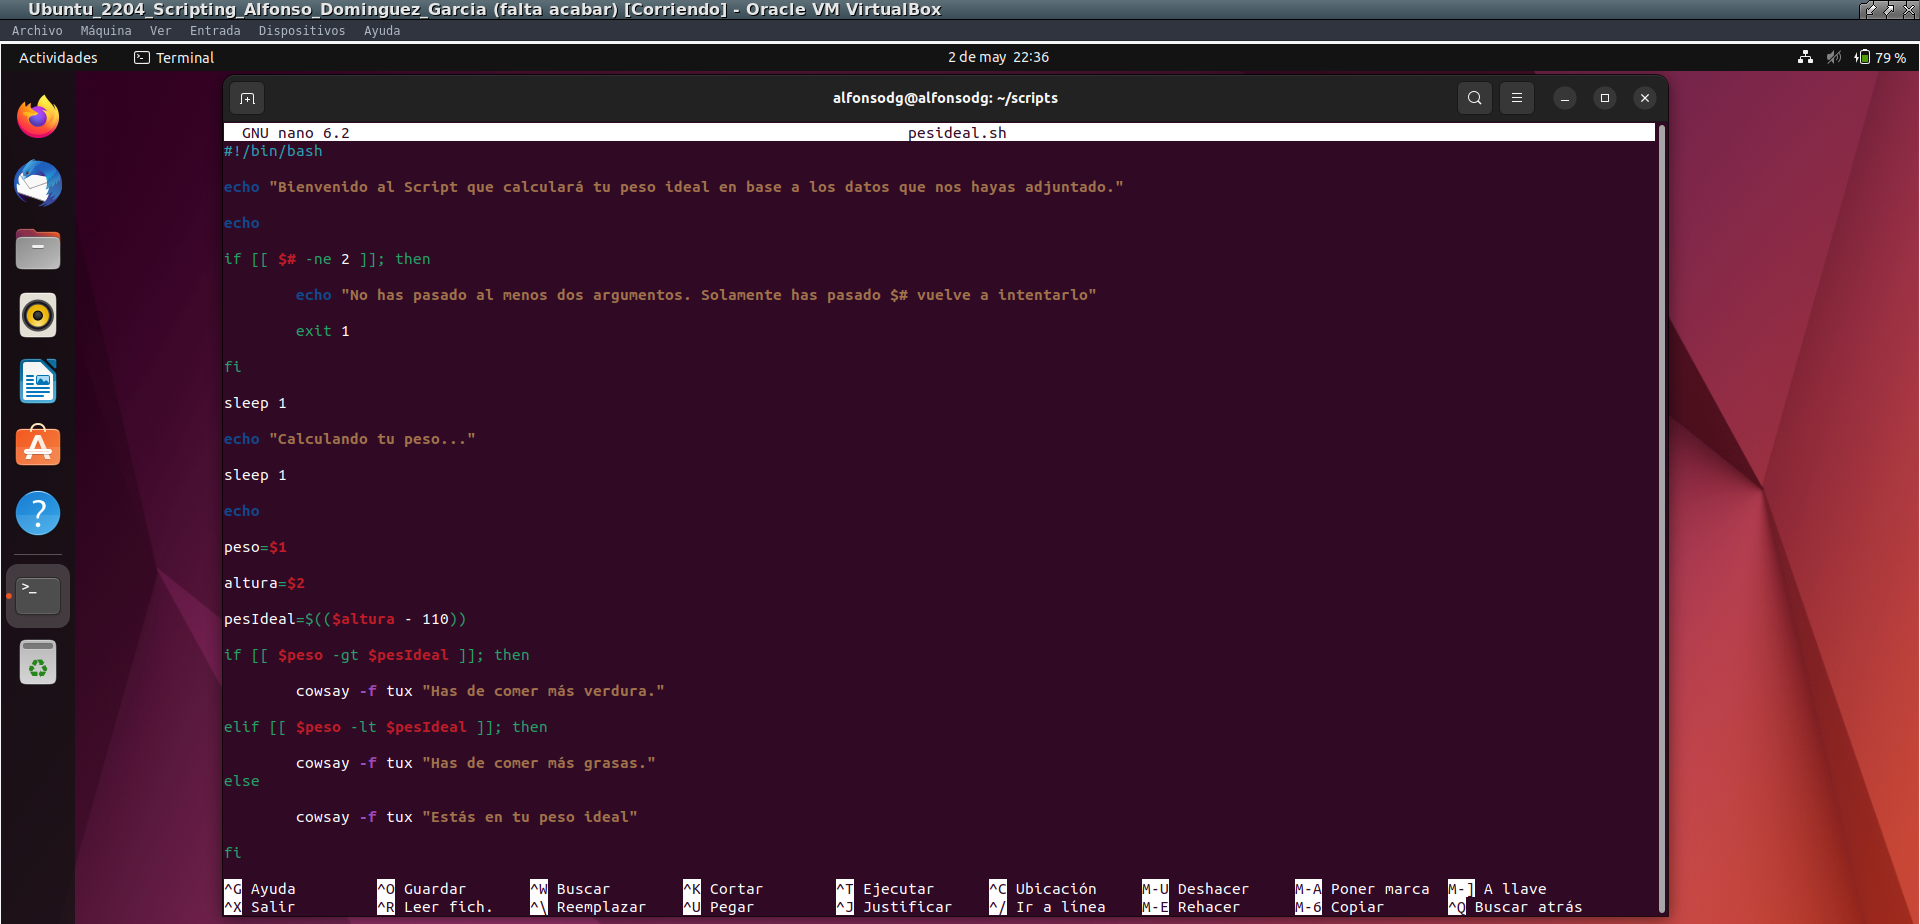 Ubuntu_2204_Scripting_Alfonso_Dominguez_Garcia (falta acabar) [Corriendo] - Oracle VM VirtualBox
Archivo Máquina Ver Entrada Dispositivos Ayuda
Actividades Terminal 2 de may 22:36 79 %
alfonsodg@alfonsodg: ~/scripts
GNU nano 6.2 pesideal.sh
#!/bin/bash
echo "Bienvenido al Script que calculará tu peso ideal en base a los datos que nos hayas adjuntado."
echo
if [[ $# -ne 2 ]]; then
echo "No has pasado al menos dos argumentos. Solamente has pasado $# vuelve a intentarlo"
exit 1
fi
sleep 1
echo "Calculando tu peso..."
sleep 1
echo
peso=$1
altura=$2
pesIdeal=$(($altura - 110))
if [[ $peso -gt $pesIdeal ]]; then
cowsay -f tux "Has de comer más verdura."
elif [[ $peso -lt $pesIdeal ]]; then
cowsay -f tux "Has de comer más grasas."
else
cowsay -f tux "Estás en tu peso ideal"
fi
^G Ayuda ^O Guardar ^W Buscar ^K Cortar ^T Ejecutar ^C Ubicación M-U Deshacer M-A Poner marca M-] A llave
^X Salir ^R Leer fich. ^\ Reemplazar ^U Pegar ^J Justificar ^/ Ir a línea M-E Rehacer M-6 Copiar ^Q Buscar atrás